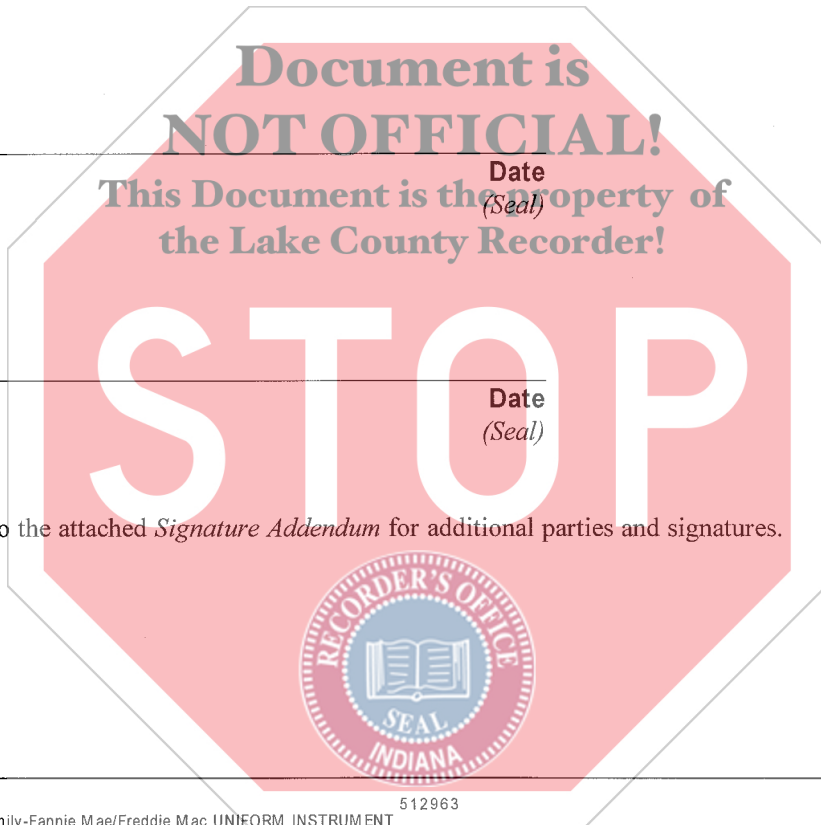 Document is
NOT OFFICIAL!
Date
This Document is the property of
(Seal)
the Lake County Recorder!
STOP
Date
(Seal)
the attached Signature Addendum for additional parties and signatures.
RECORDER'S OFFICE
SEAL
INDIANA
512963
-Fannie Mae/Freddie Mac UNIFORM INSTRUMENT